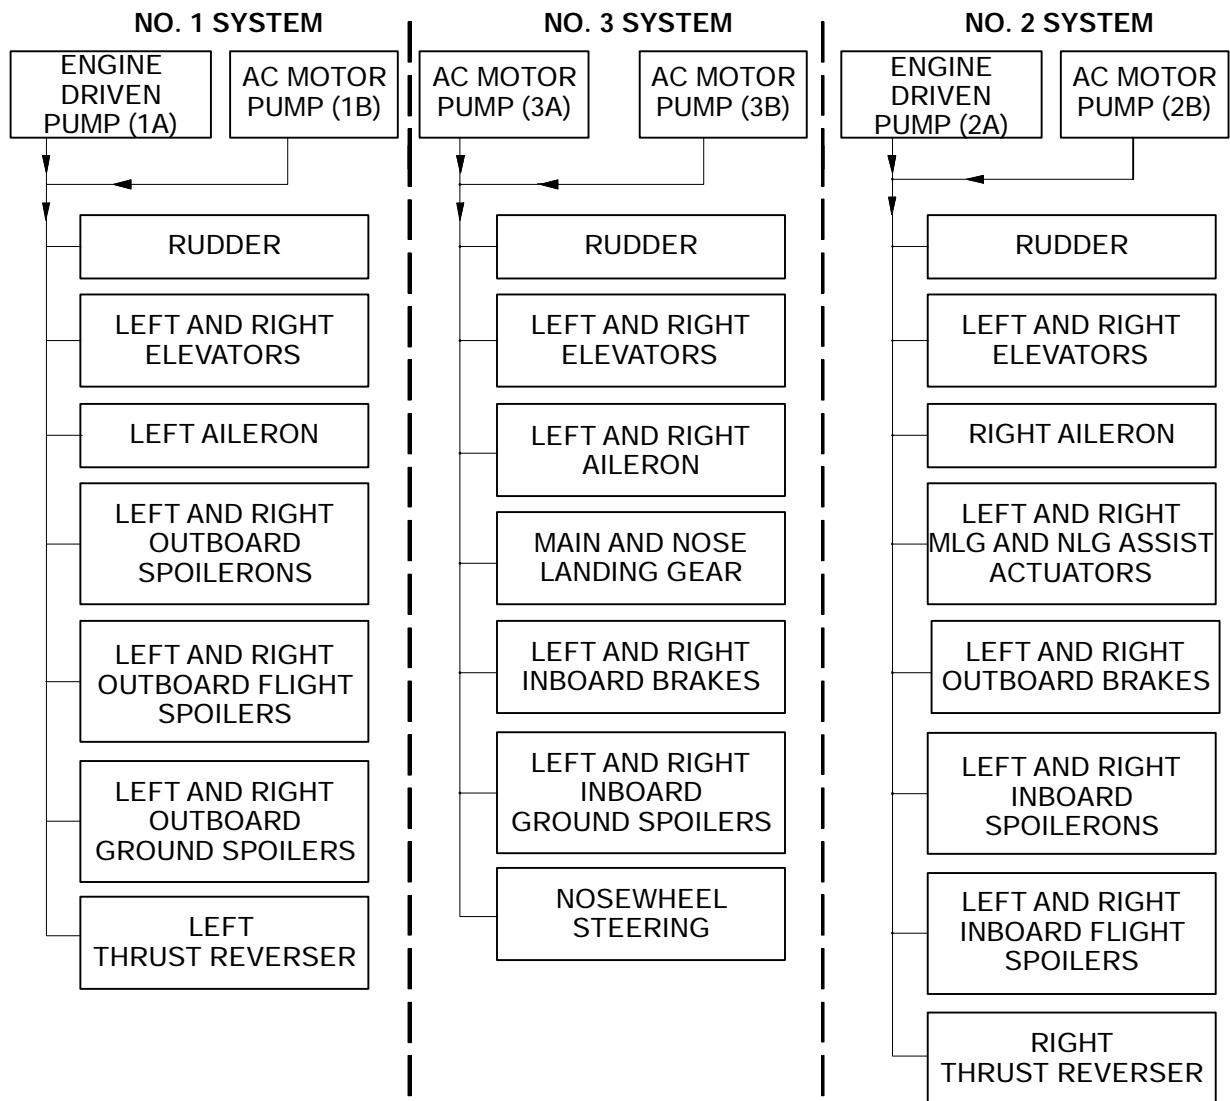 NO. 1 SYSTEM
ENGINE
DRIVEN
PUMP (1A)
AC MOTOR
PUMP (1B)
RUDDER
LEFT AND RIGHT
ELEVATORS
LEFT AILERON
LEFT AND RIGHT
OUTBOARD
SPOILERONS
LEFT AND RIGHT
OUTBOARD FLIGHT
SPOILERS
LEFT AND RIGHT
OUTBOARD
GROUND SPOILERS
LEFT
THRUST REVERSER
NO. 3 SYSTEM
AC MOTOR
PUMP (3A)
AC MOTOR
PUMP (3B)
RUDDER
LEFT AND RIGHT
ELEVATORS
LEFT AND RIGHT
AILERON
MAIN AND NOSE
LANDING GEAR
LEFT AND RIGHT
INBOARD BRAKES
LEFT AND RIGHT
INBOARD
GROUND SPOILERS
NOSEWHEEL
STEERING
NO. 2 SYSTEM
ENGINE
DRIVEN
PUMP (2A)
AC MOTOR
PUMP (2B)
RUDDER
LEFT AND RIGHT
ELEVATORS
RIGHT AILERON
LEFT AND RIGHT
MLG AND NLG ASSIST
ACTUATORS
LEFT AND RIGHT
OUTBOARD BRAKES
LEFT AND RIGHT
INBOARD
SPOILERONS
LEFT AND RIGHT
INBOARD FLIGHT
SPOILERS
RIGHT
THRUST REVERSER